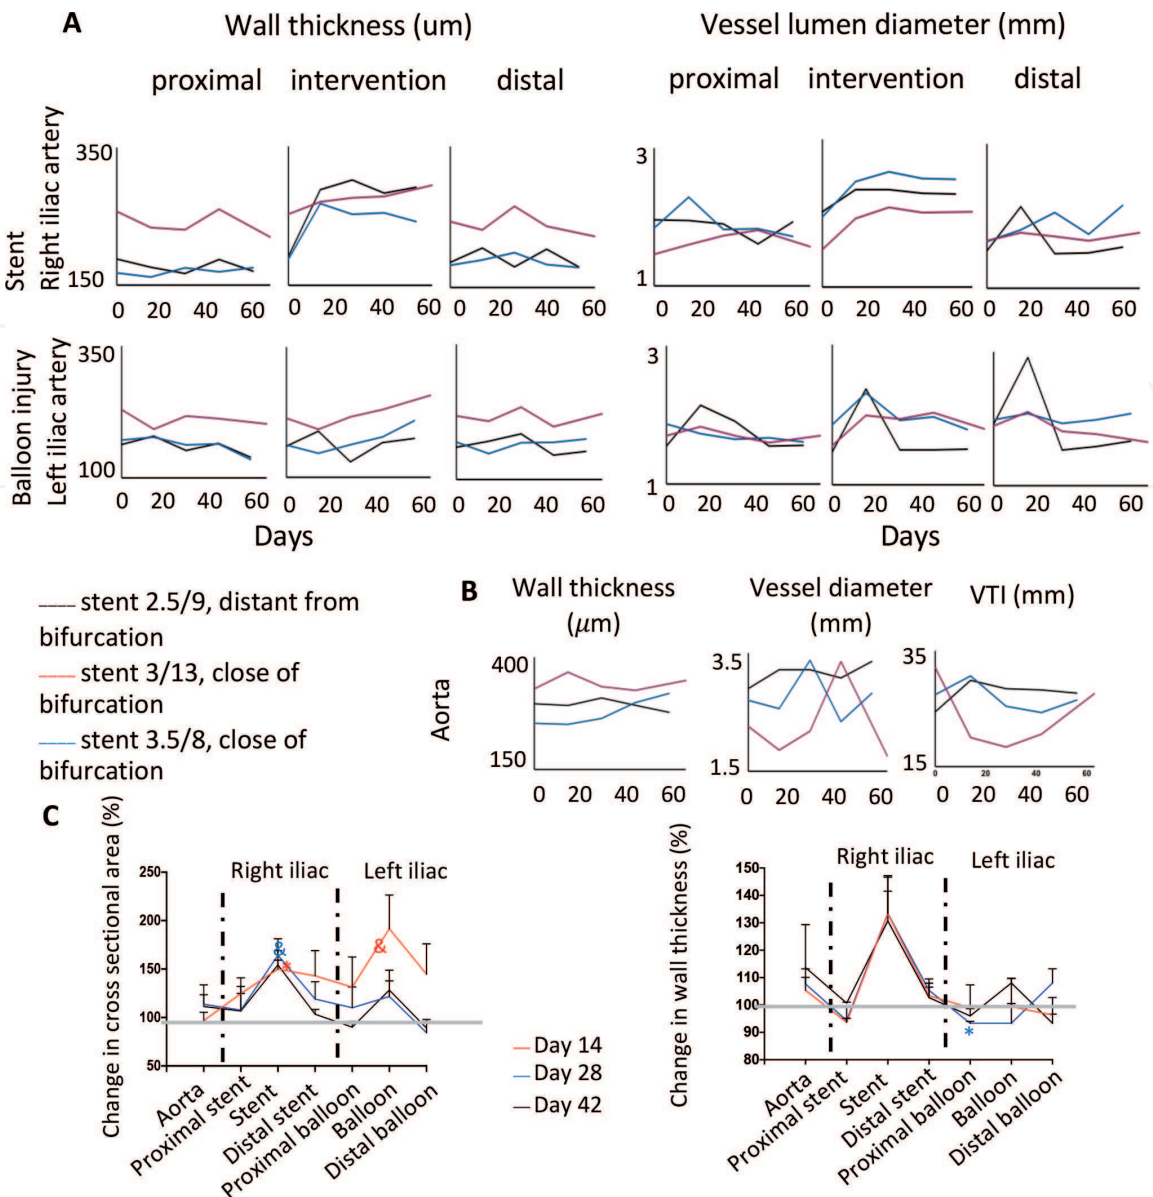 A
Wall thickness (um)
Vessel lumen diameter (mm)
proximal intervention distal
proximal intervention distal
Stent
Right iliac artery
350
150
0 20 40 60
0 20 40 60
0 20 40 60
3
1
0 20 40 60
0 20 40 60
0 20 40 60
Balloon injury
Left iliac artery
350
100
0 20 40 60
0 20 40 60
0 20 40 60
3
1
0 20 40 60
0 20 40 60
0 20 40 60
Days
Days
stent 2.5/9, distant from
bifurcation
stent 3/13, close of
bifurcation
stent 3.5/8, close of
bifurcation
B
Wall thickness
(μm)
Vessel diameter
(mm)
VTI (mm)
Aorta
400
150
0 20 40 60
3.5
1.5
0 20 40 60
35
15
0 20 40 60
0 20 40 60
C
Change in cross sectional area (%)
Right iliac
Left iliac
250
200
150
100
50
&
*
&
Aorta
Proximal stent
Stent
Distal stent
Proximal balloon
Balloon
Distal balloon
Day 14
Day 28
Day 42
Change in wall thickness (%)
Right iliac
Left iliac
150
140
130
120
110
100
90
80
*
Aorta
Proximal stent
Stent
Distal stent
Proximal balloon
Balloon
Distal balloon